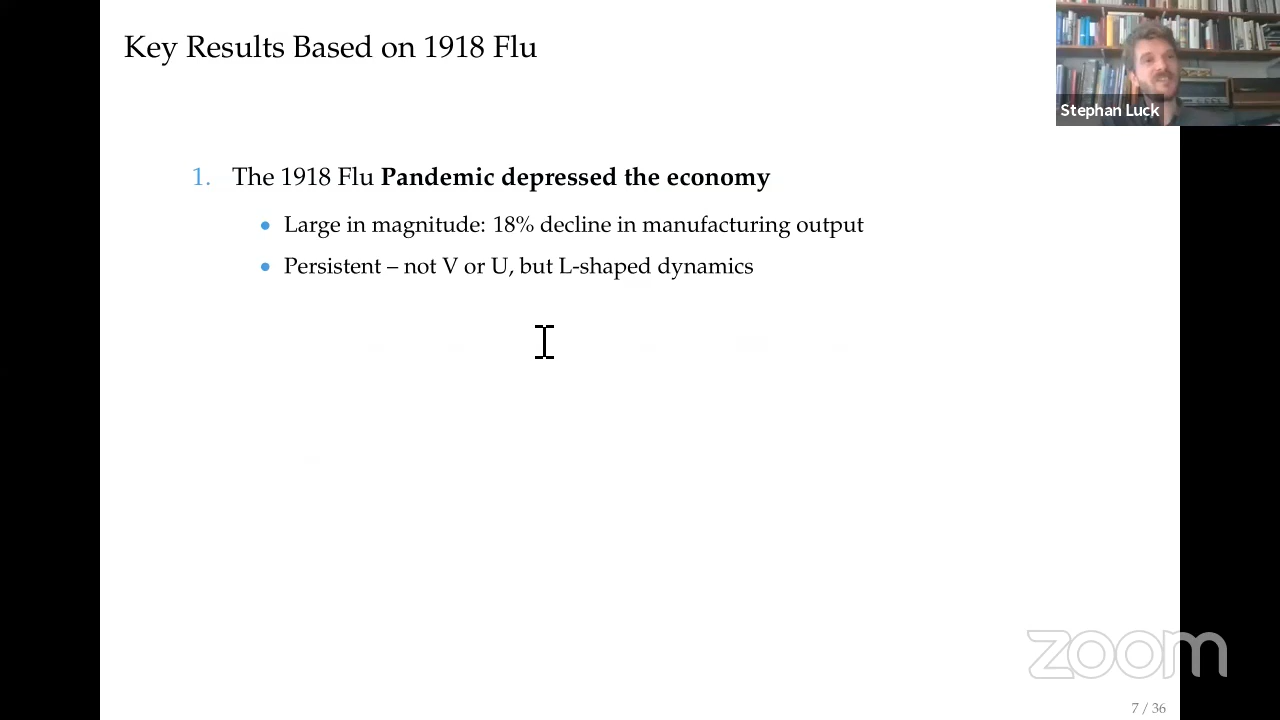 Key Results Based on 1918 Flu
Stephan Luck
1. The 1918 Flu Pandemic depressed the economy
• Large in magnitude: 18% decline in manufacturing output
• Persistent – not V or U, but L-shaped dynamics
zoom
7 / 36